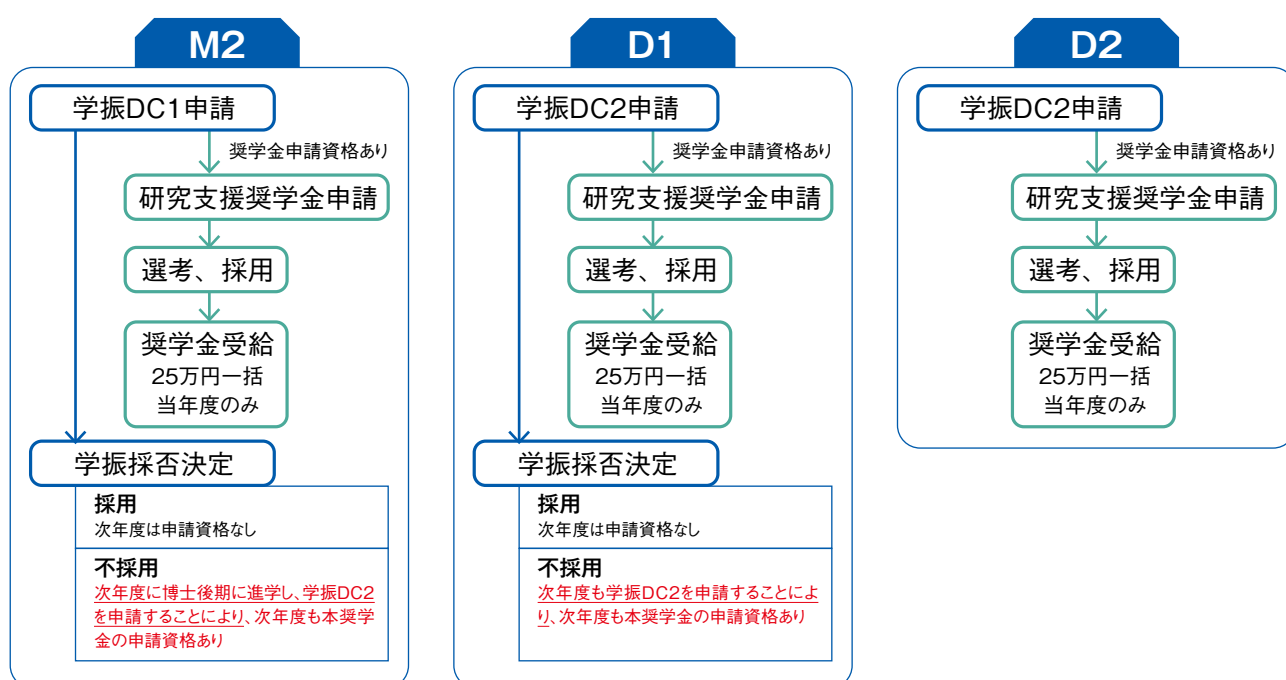 M2
学振DC1申請
奨学金申請資格あり
研究支援奨学金申請
選考、採用
奨学金受給
25万円一括
当年度のみ
学振採否決定
採用
次年度は申請資格なし
不採用
次年度に博士後期に進学し、学振DC2
を申請することにより、次年度も本奨学
金の申請資格あり
D1
学振DC2申請
奨学金申請資格あり
研究支援奨学金申請
選考、採用
奨学金受給
25万円一括
当年度のみ
学振採否決定
採用
次年度は申請資格なし
不採用
次年度も学振DC2を申請することによ
り、次年度も本奨学金の申請資格あり
D2
学振DC2申請
奨学金申請資格あり
研究支援奨学金申請
選考、採用
奨学金受給
25万円一括
当年度のみ